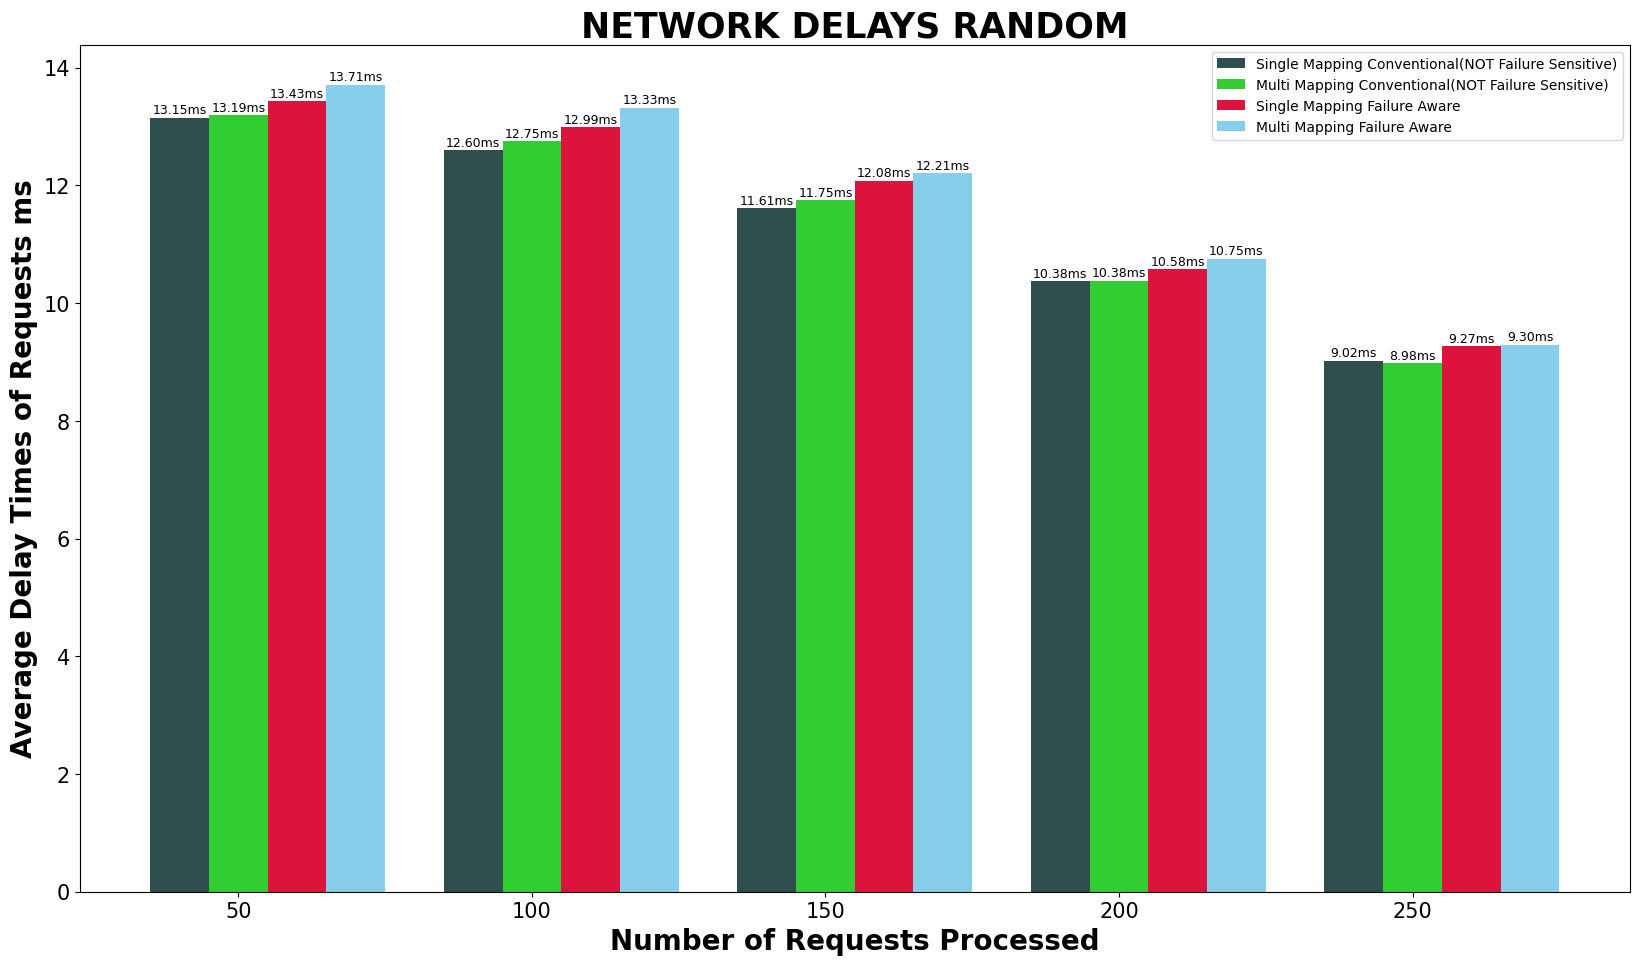 NETWORK DELAYS RANDOM
Single Mapping Conventional(NOT Failure Sensitive)
Multi Mapping Conventional(NOT Failure Sensitive)
Single Mapping Failure Aware
Multi Mapping Failure Aware
Average Delay Times of Requests ms
14
12
10
8
6
4
2
0
13.15ms 13.19ms 13.43ms 13.71ms
12.60ms 12.75ms 12.99ms 13.33ms
11.61ms 11.75ms 12.08ms 12.21ms
10.38ms 10.38ms 10.58ms 10.75ms
9.02ms 8.98ms 9.27ms 9.30ms
50 100 150 200 250
Number of Requests Processed